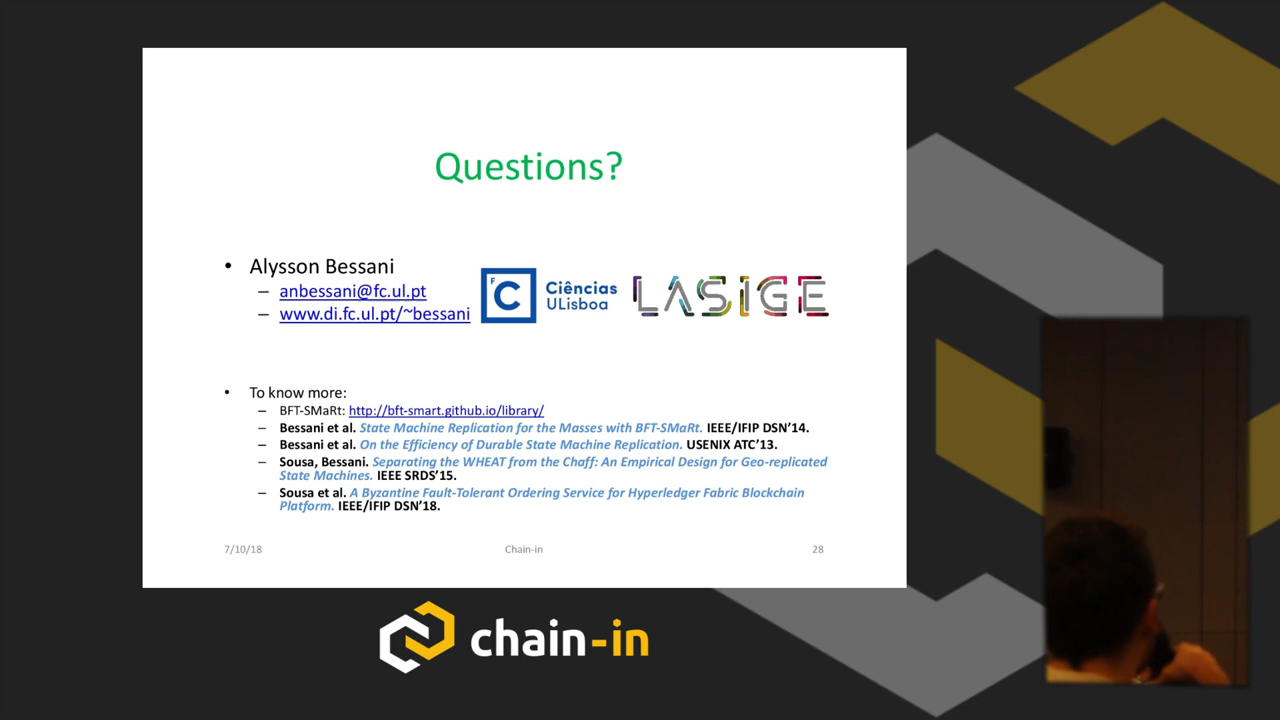 Questions?
• Alysson Bessani
– anbessani@fc.ul.pt
– www.di.fc.ul.pt/~bessani
F
C
Ciências
ULisboa
LASIGE
• To know more:
– BFT-SMaRt: http://bft-smart.github.io/library/
– Bessani et al. State Machine Replication for the Masses with BFT-SMaRt. IEEE/IFIP DSN’14.
– Bessani et al. On the Efficiency of Durable State Machine Replication. USENIX ATC’13.
– Sousa, Bessani. Separating the WHEAT from the Chaff: An Empirical Design for Geo-replicated
State Machines. IEEE SRDS’15.
– Sousa et al. A Byzantine Fault-Tolerant Ordering Service for Hyperledger Fabric Blockchain
Platform. IEEE/IFIP DSN’18.
7/10/18
Chain-in
28
chain-in